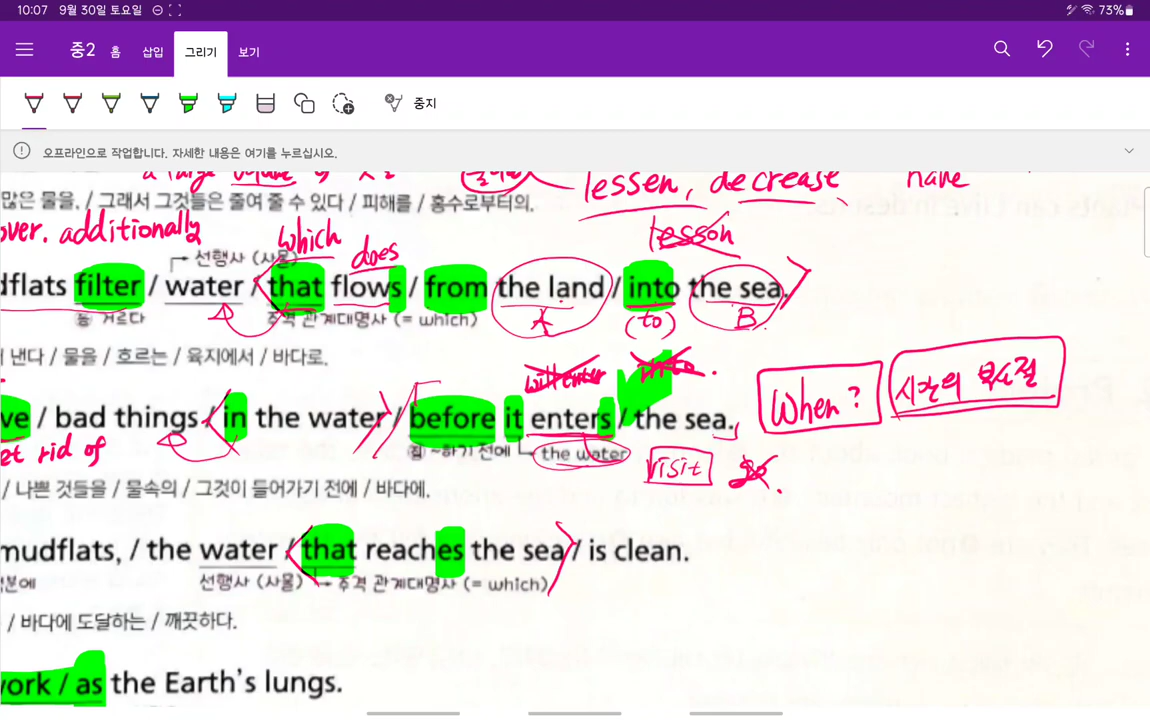 10:07 9월 30일 토요일 73%
중2 홈 삽입 그리기 보기
중지
오프라인으로 작업합니다. 자세한 내용은 여기를 누르십시오.
a large volume lessen, decrease have
많은 물을, / 그래서 그것들은 줄여 줄 수 있다 / 피해를 / 홍수로부터의.
over. additionally which does lesson
선행사 (사물)
dflats filter / water / that flows / from the land / into the sea.
동 거르다 주격 관계대명사 (= which) A (to) B
낸다 / 물을 / 흐르는 / 육지에서 / 바다로.
will enter When? 시간의 부사절
ve / bad things / in the water / before it enters / the sea.
et rid of 접 ~하기 전에 the water visit
/ 나쁜 것들을 / 물속의 / 그것이 들어가기 전에 / 바다에.
mudflats, / the water / that reaches the sea / is clean.
분에 선행사 (사물) 주격 관계대명사 (= which)
/ 바다에 도달하는 / 깨끗하다.
work / as the Earth's lungs.